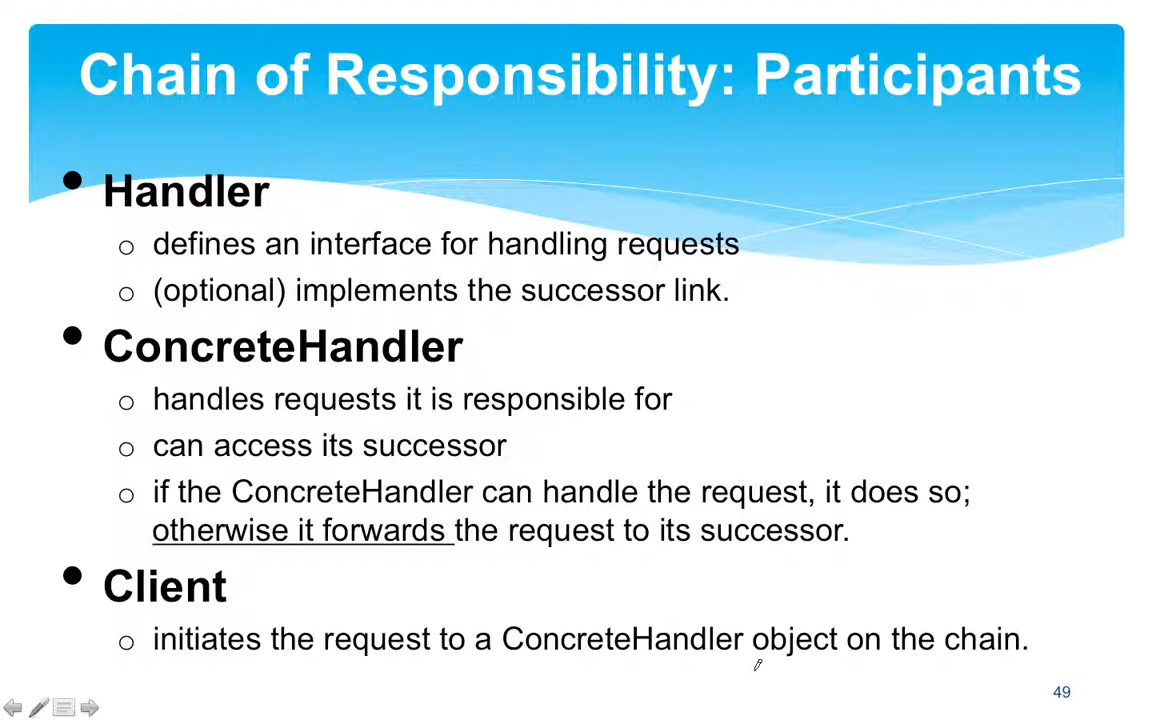 Chain of Responsibility: Participants
• Handler
o defines an interface for handling requests
o (optional) implements the successor link.
• ConcreteHandler
o handles requests it is responsible for
o can access its successor
o if the ConcreteHandler can handle the request, it does so;
otherwise it forwards the request to its successor.
• Client
o initiates the request to a ConcreteHandler object on the chain.
49